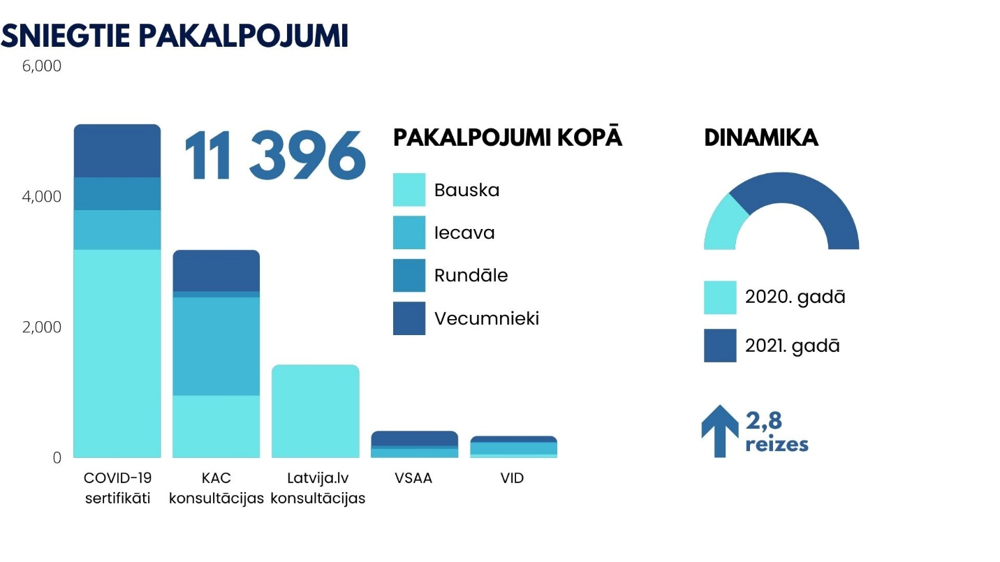 SNIEGTIE PAKALPOJUMI
6,000
4,000
2,000
0
11 396
COVID-19
sertifikāti
KAC
konsultācijas
Latvija.lv
konsultācijas
VSAA
VID
PAKALPOJUMI KOPĀ
Bauska
Iecava
Rundāle
Vecumnieki
DINAMIKA
2020. gadā
2021. gadā
2,8
reizes